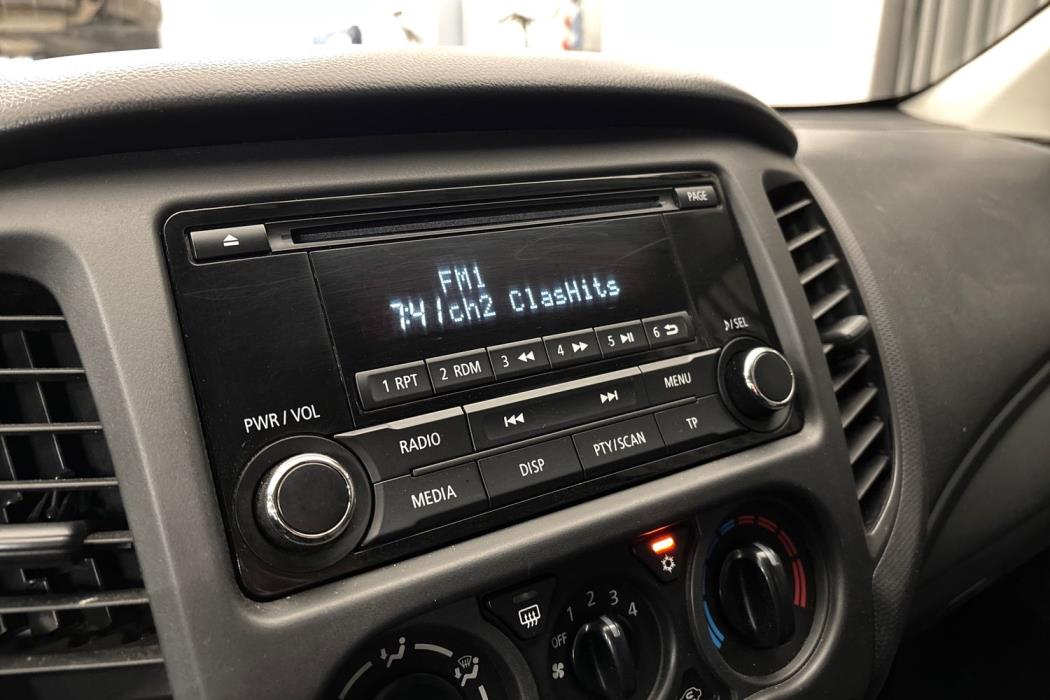 PAGE
FM1
7:41 ch2 ClasHits
1 RPT
2 RDM
3
4
5
6
♪/SEL
PWR / VOL
RADIO
MENU
MEDIA
DISP
PTY/SCAN
TP
OFF 1 2 3 4